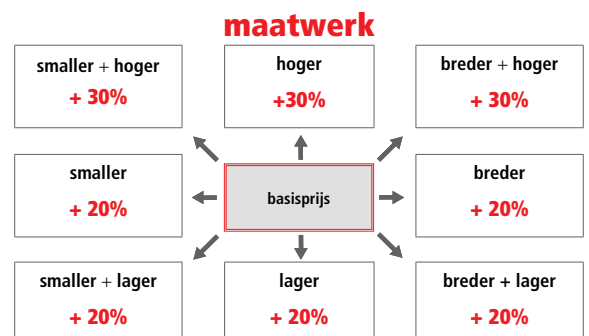 maatwerk
smaller + hoger
+ 30%
hoger
+30%
breder + hoger
+ 30%
smaller
+ 20%
basisprijs
breder
+ 20%
smaller + lager
+ 20%
lager
+ 20%
breder + lager
+ 20%